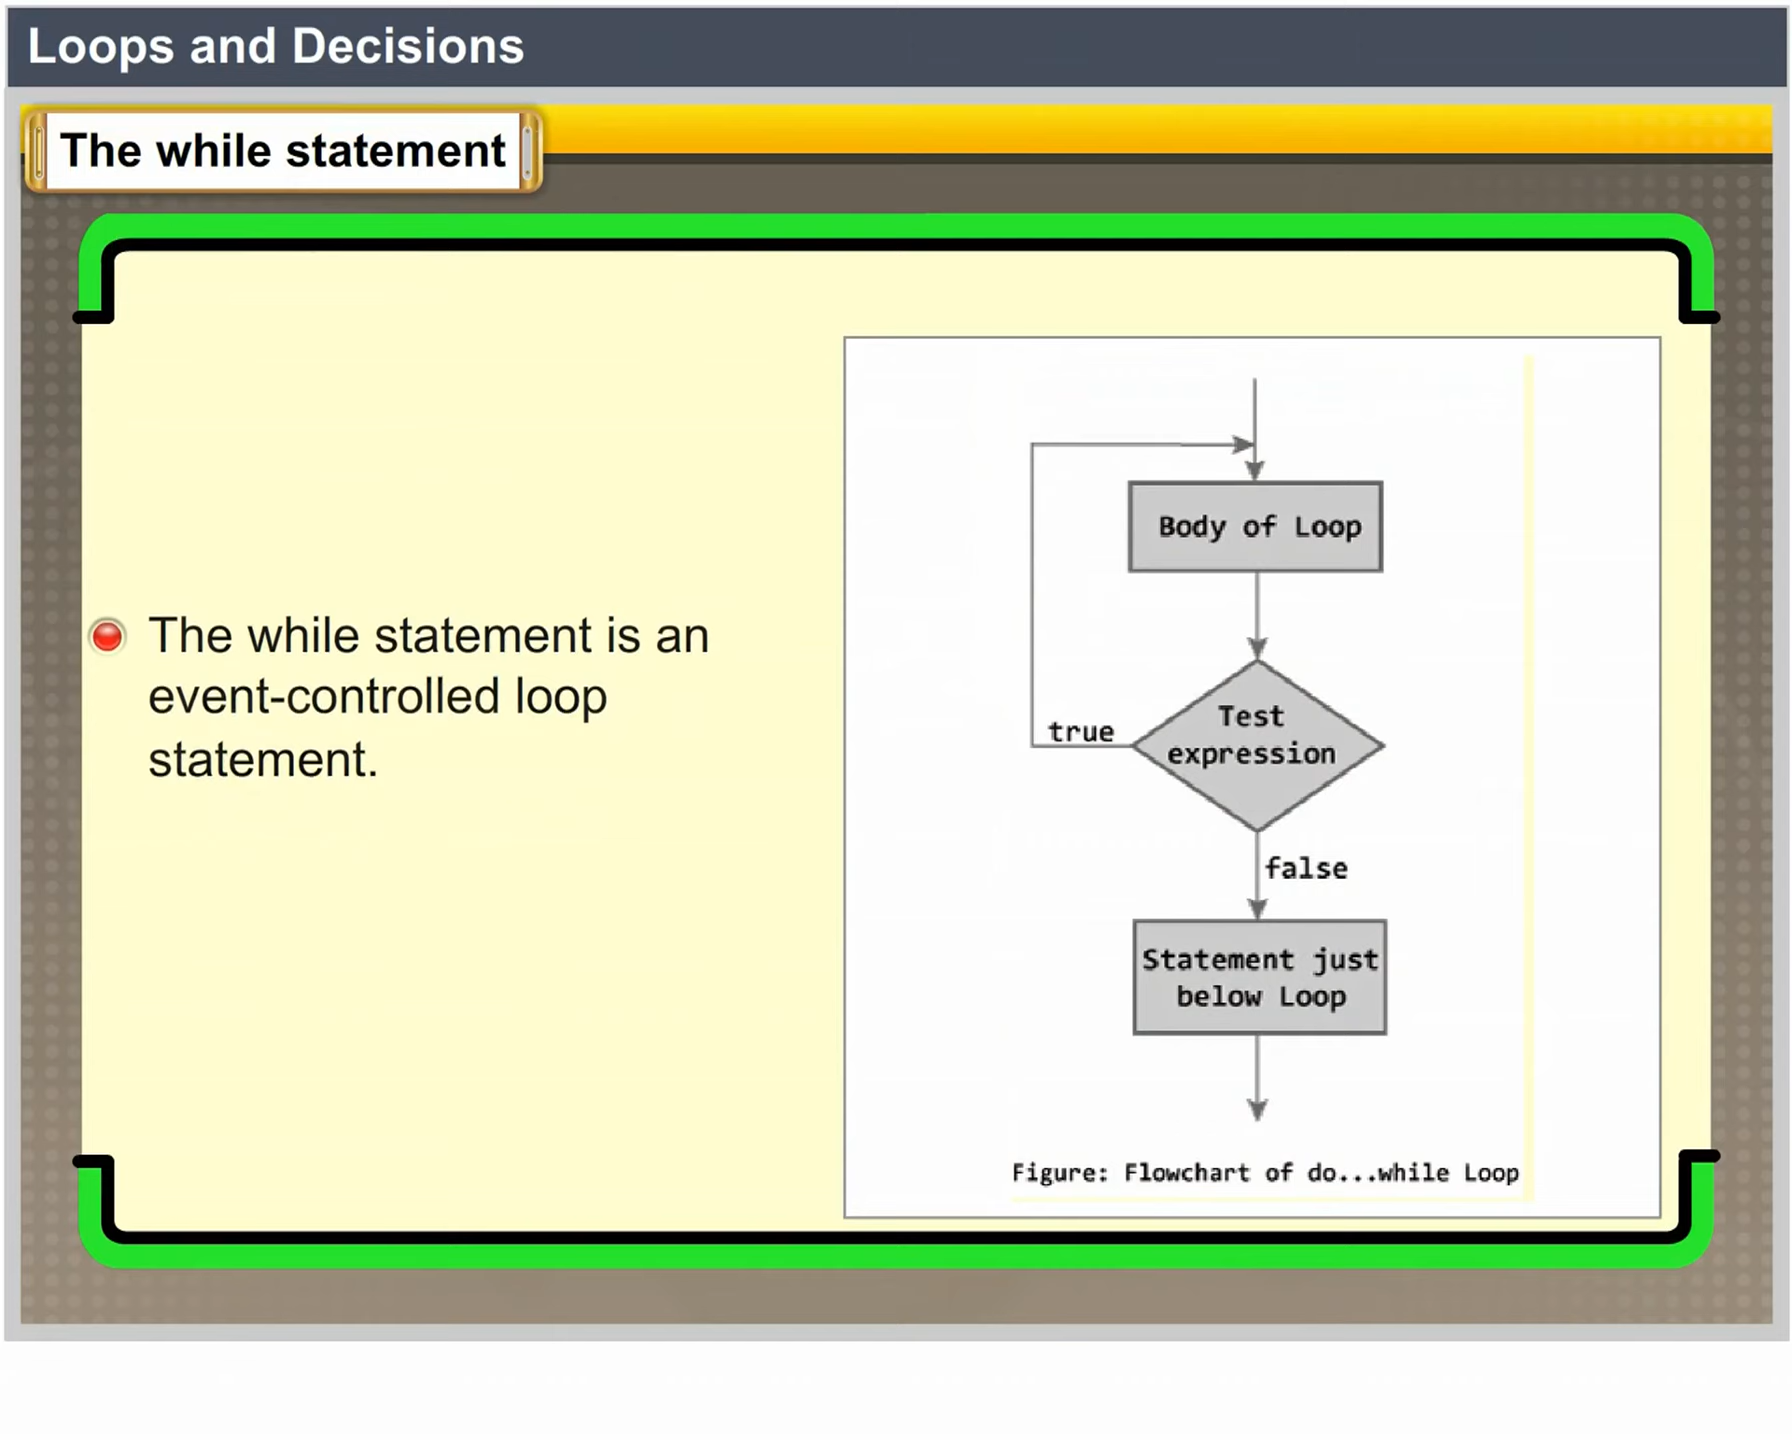 Loops and Decisions
The while statement
The while statement is an
event-controlled loop
statement.
Body of Loop
Test
expression
true
false
Statement just
below Loop
Figure: Flowchart of do...while Loop